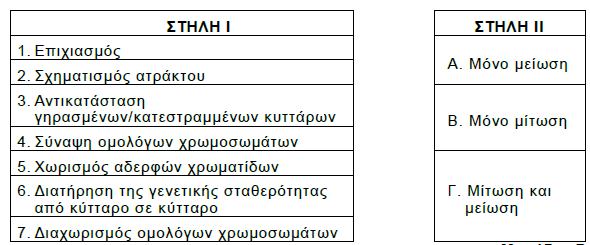 ΣΤΗΛΗ Ι
1. Επιχιασμός
2. Σχηματισμός ατράκτου
3. Αντικατάσταση
γηρασμένων/κατεστραμμένων κυττάρων
4. Σύναψη ομολόγων χρωμοσωμάτων
5. Χωρισμός αδερφών χρωματίδων
6. Διατήρηση της γενετικής σταθερότητας
από κύτταρο σε κύτταρο
7. Διαχωρισμός ομολόγων χρωμοσωμάτων
ΣΤΗΛΗ ΙΙ
Α. Μόνο μείωση
Β. Μόνο μίτωση
Γ. Μίτωση και
μείωση